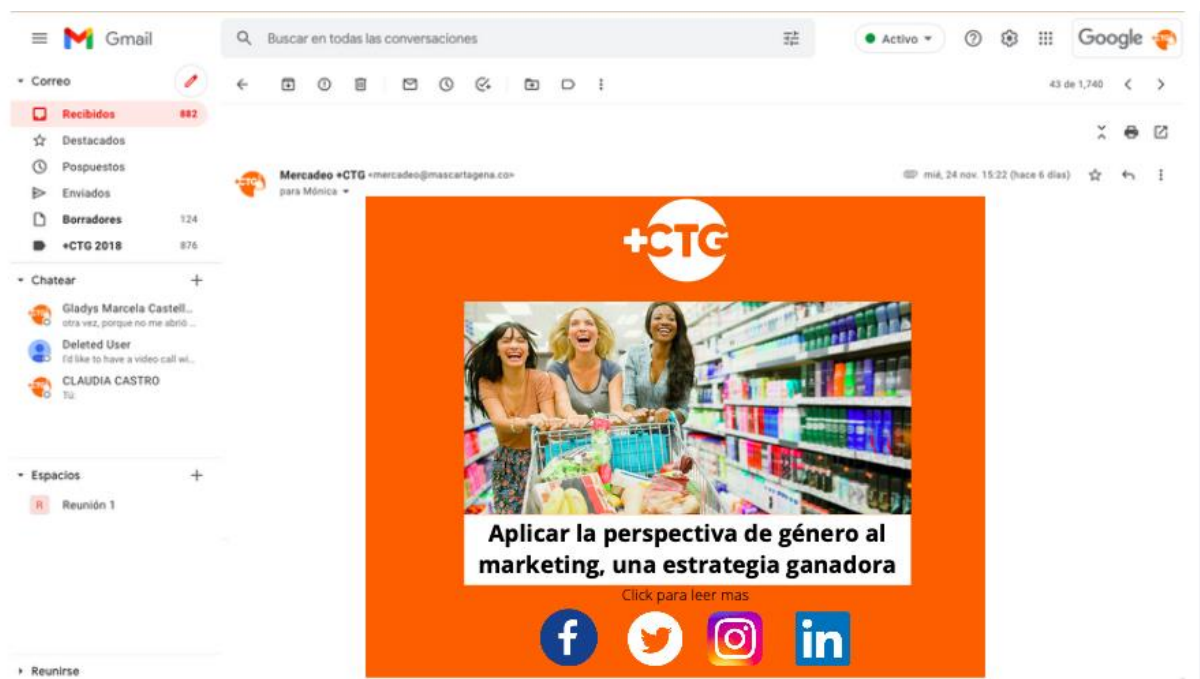 Gmail
Buscar en todas las conversaciones
Activo
Google
Correo
43 de 1,740
Recibidos 882
Destacados
Pospuestos
Enviados
Borradores 124
+CTG 2018 876
Mercadeo +CTG <mercadeo@mascartagena.co>
mié, 24 nov. 15:22 (hace 6 días)
para Mónica
+CTG
Chatear
Gladys Marcela Castell...
otra vez, porque no me abrió ...
Deleted User
I'd like to have a video call wi...
CLAUDIA CASTRO
Tú:
Espacios
R Reunión 1
Reunirse
Aplicar la perspectiva de género al
marketing, una estrategia ganadora
Click para leer mas
f
in